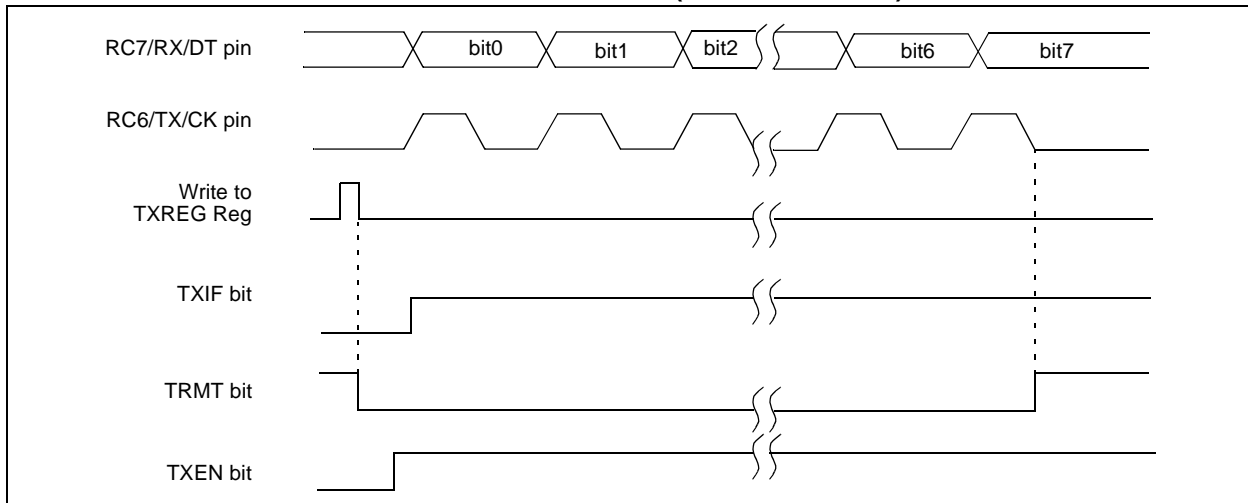 RC7/RX/DT pin
bit0
bit1
bit2
bit6
bit7
RC6/TX/CK pin
Write to
TXREG Reg
TXIF bit
TRMT bit
TXEN bit